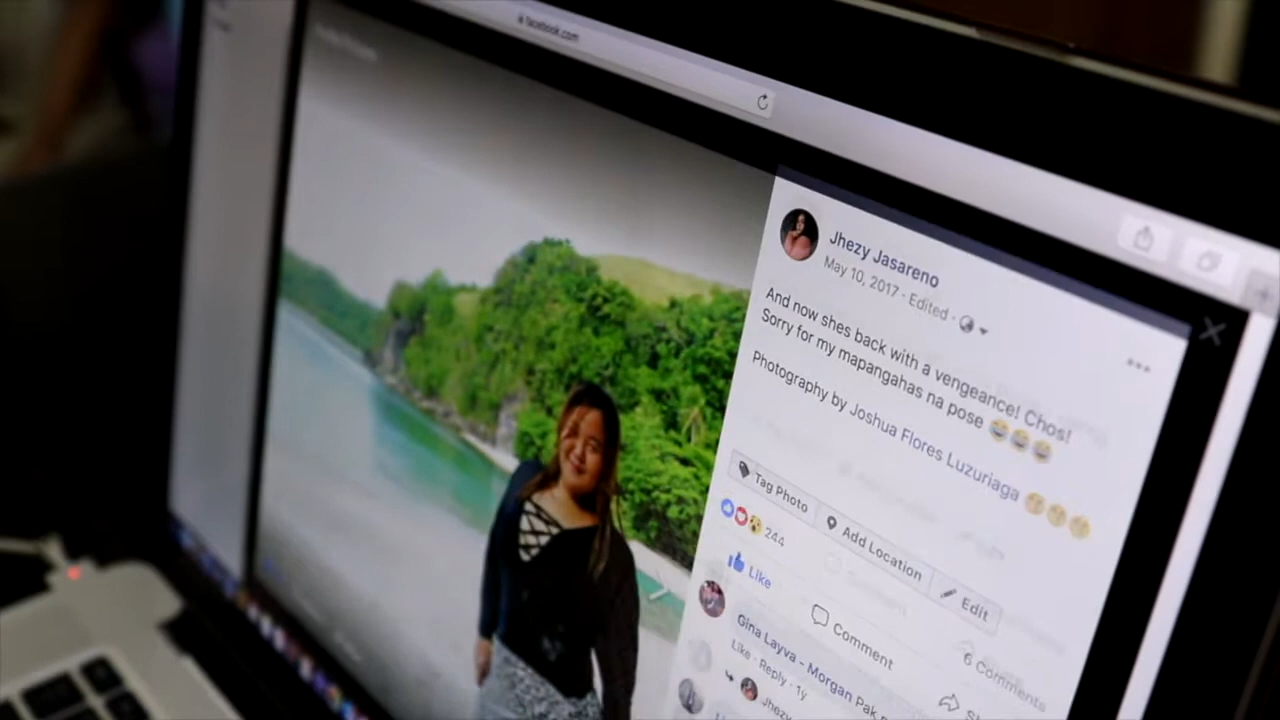 facebook.com
Jhezy Jasareno
May 10, 2017 · Edited ·
And now shes back with a vengeance! Chos!
Sorry for my mapangahas na pose 😂😂😂
Photography by Joshua Flores Luzuriaga 😚😚😚
Tag Photo
Add Location
Edit
244
Like
Comment
6 Comments
Gina Layva - Morgan Pak
Like · Reply · 1y
Jhezy